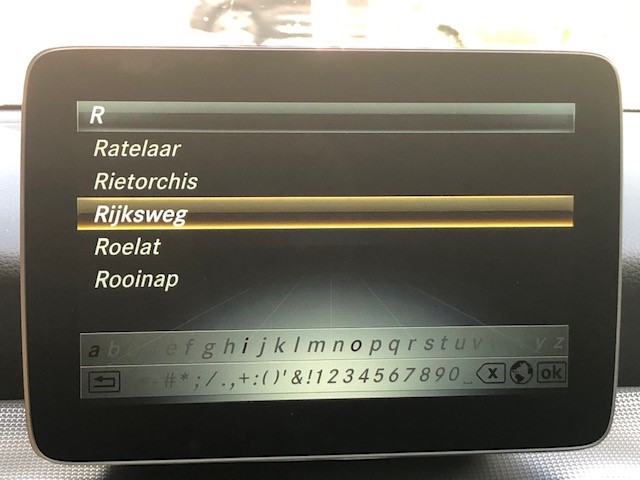 R
Ratelaar
Rietorchis
Rijksweg
Roelat
Rooinap
a b e f g h i j k l m n o p q r s t u v y z
-#*;/.,+:()'&!1234567890_ x ok